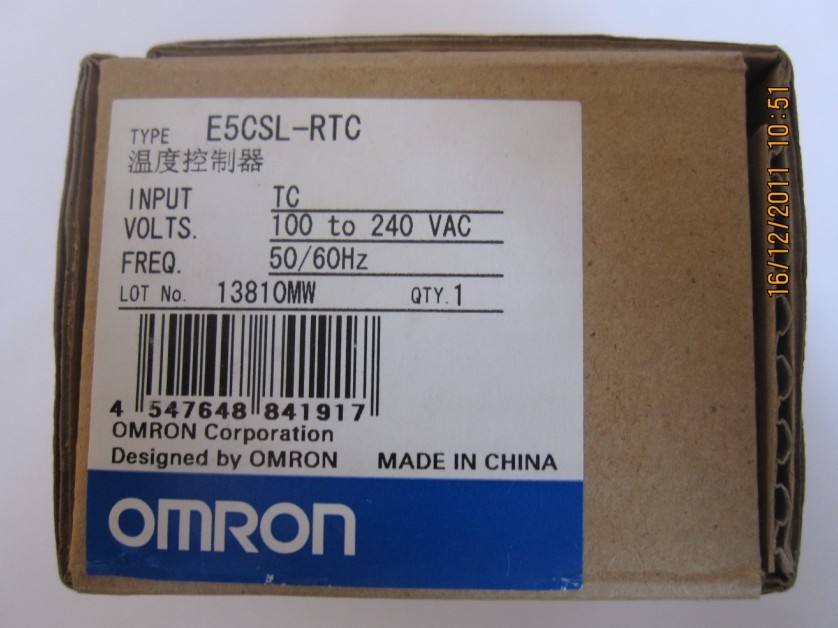 TYPE E5CSL-RTC
温度控制器
INPUT TC
VOLTS. 100 to 240 VAC
FREQ. 50/60Hz
LOT No. 13810MW QTY.1
4 547648 841917
OMRON Corporation
Designed by OMRON MADE IN CHINA
OMRON
16/12/2011 10:51